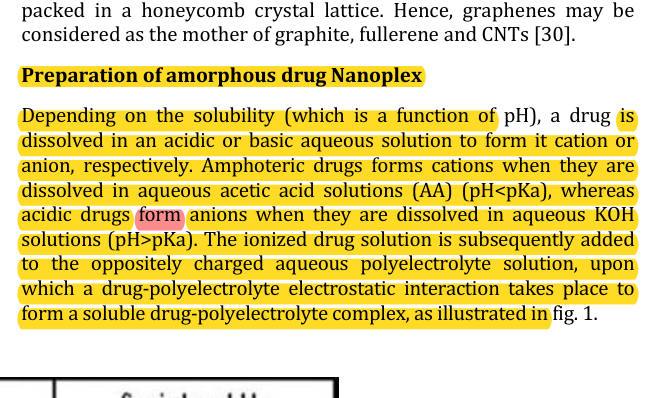 packed in a honeycomb crystal lattice. Hence, graphenes may be
considered as the mother of graphite, fullerene and CNTs [30].
Preparation of amorphous drug Nanoplex
Depending on the solubility (which is a function of pH), a drug is
dissolved in an acidic or basic aqueous solution to form it cation or
anion, respectively. Amphoteric drugs forms cations when they are
dissolved in aqueous acetic acid solutions (AA) (pH<pKa), whereas
acidic drugs form anions when they are dissolved in aqueous KOH
solutions (pH>pKa). The ionized drug solution is subsequently added
to the oppositely charged aqueous polyelectrolyte solution, upon
which a drug-polyelectrolyte electrostatic interaction takes place to
form a soluble drug-polyelectrolyte complex, as illustrated in fig. 1.